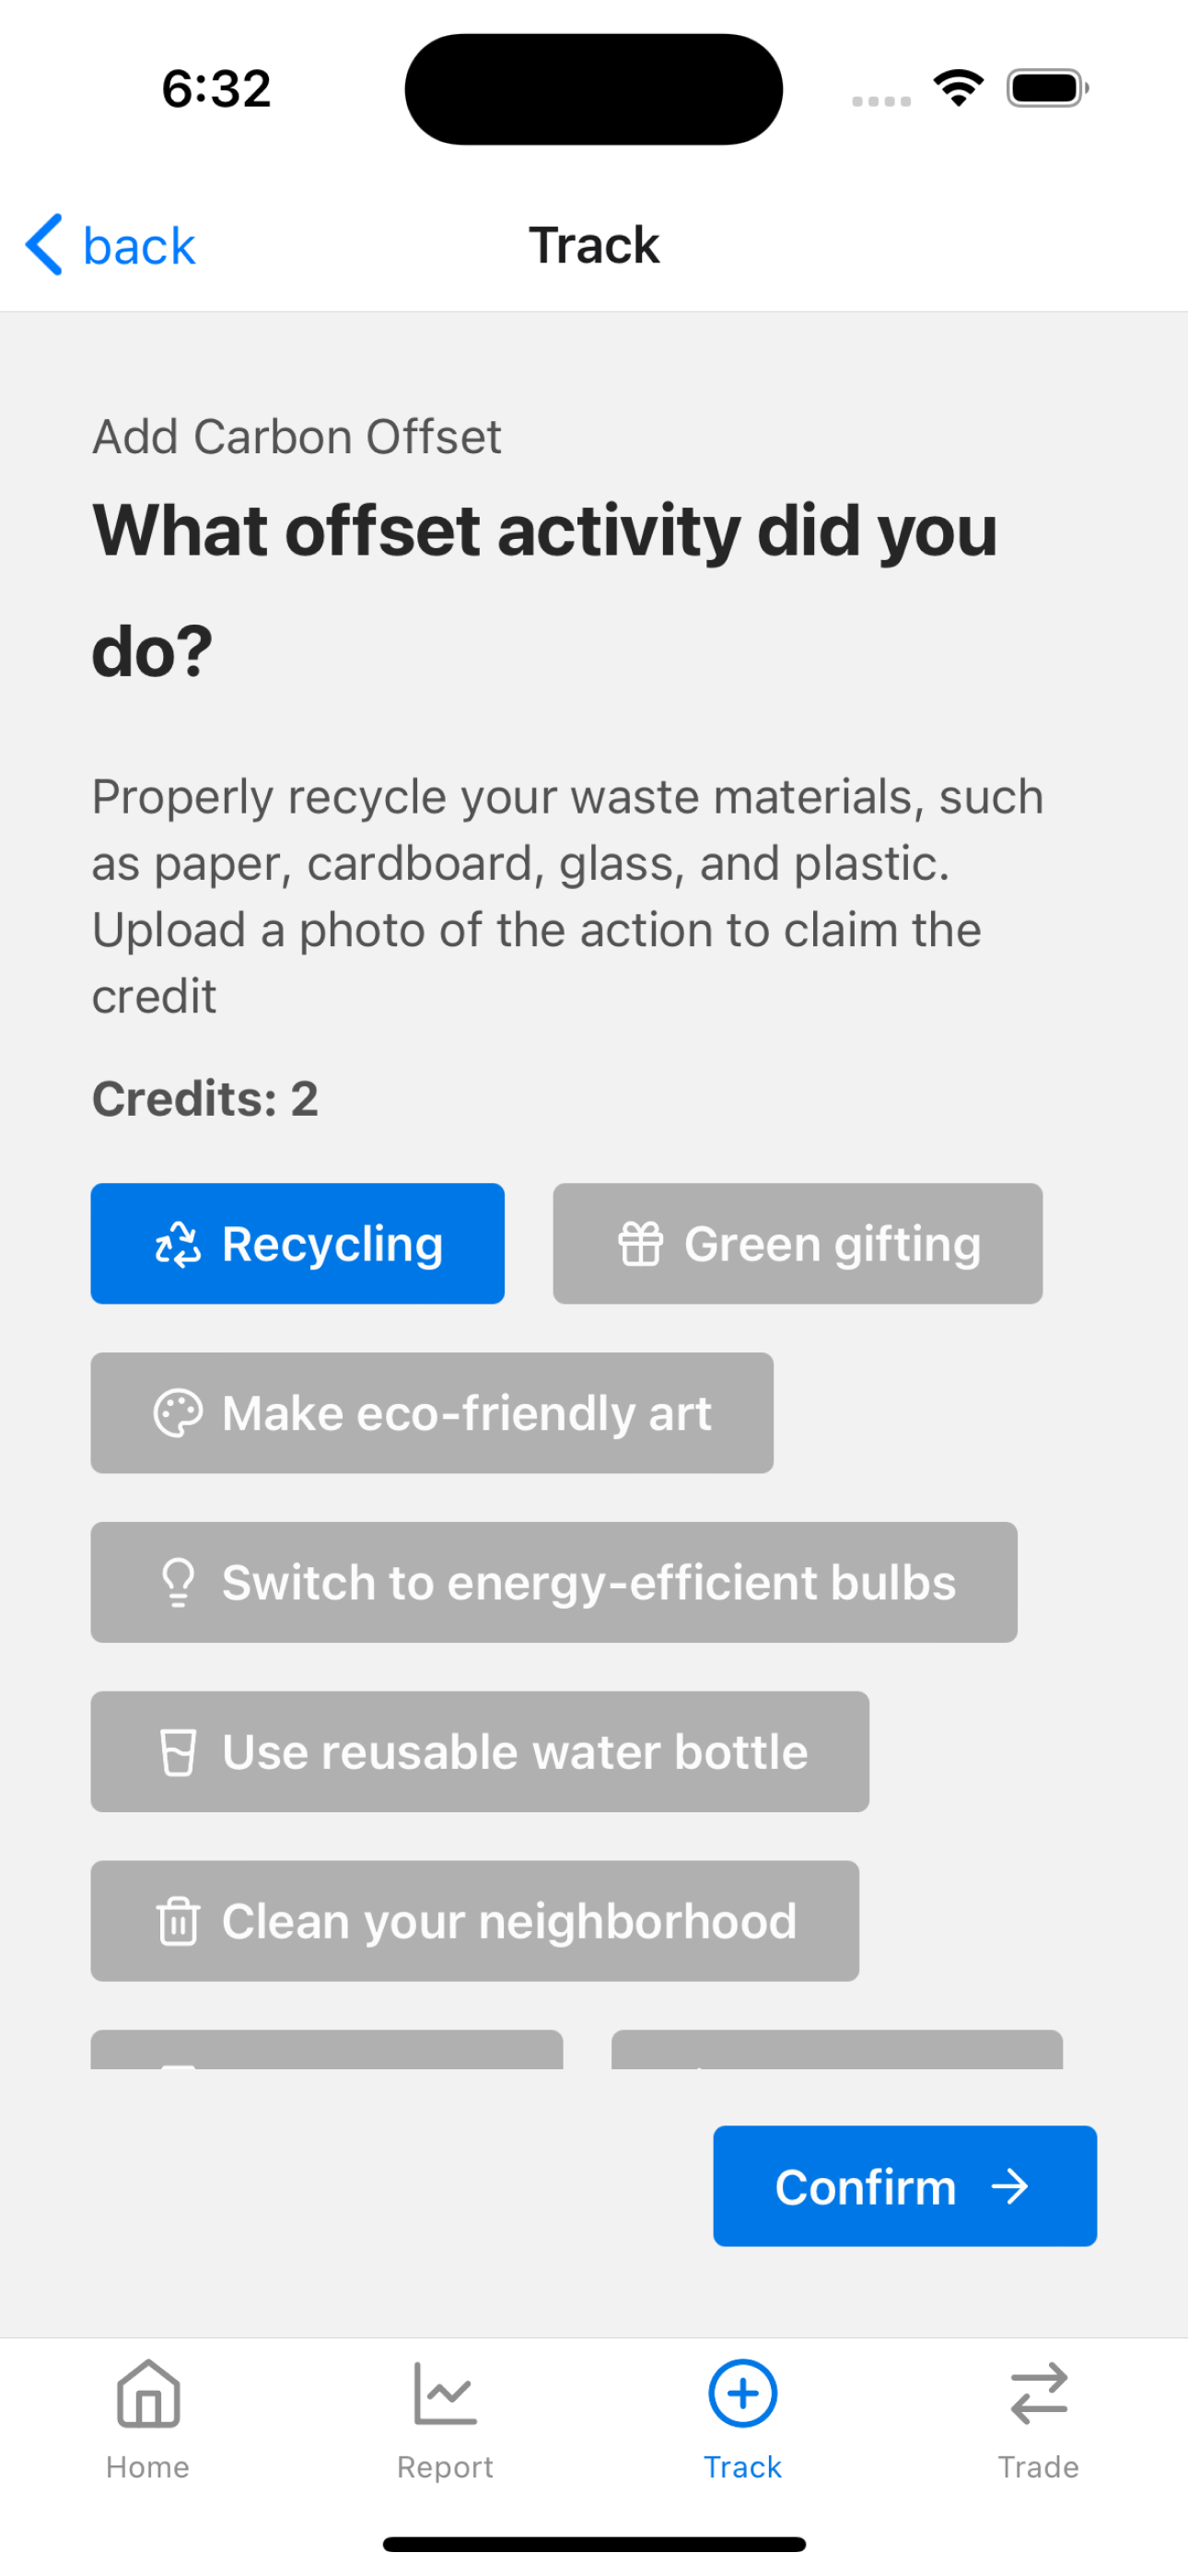 6:32
back
Track
Add Carbon Offset
What offset activity did you
do?
Properly recycle your waste materials, such
as paper, cardboard, glass, and plastic.
Upload a photo of the action to claim the
credit
Credits: 2
Recycling
Green gifting
Make eco-friendly art
Switch to energy-efficient bulbs
Use reusable water bottle
Clean your neighborhood
Confirm
Home
Report
Track
Trade